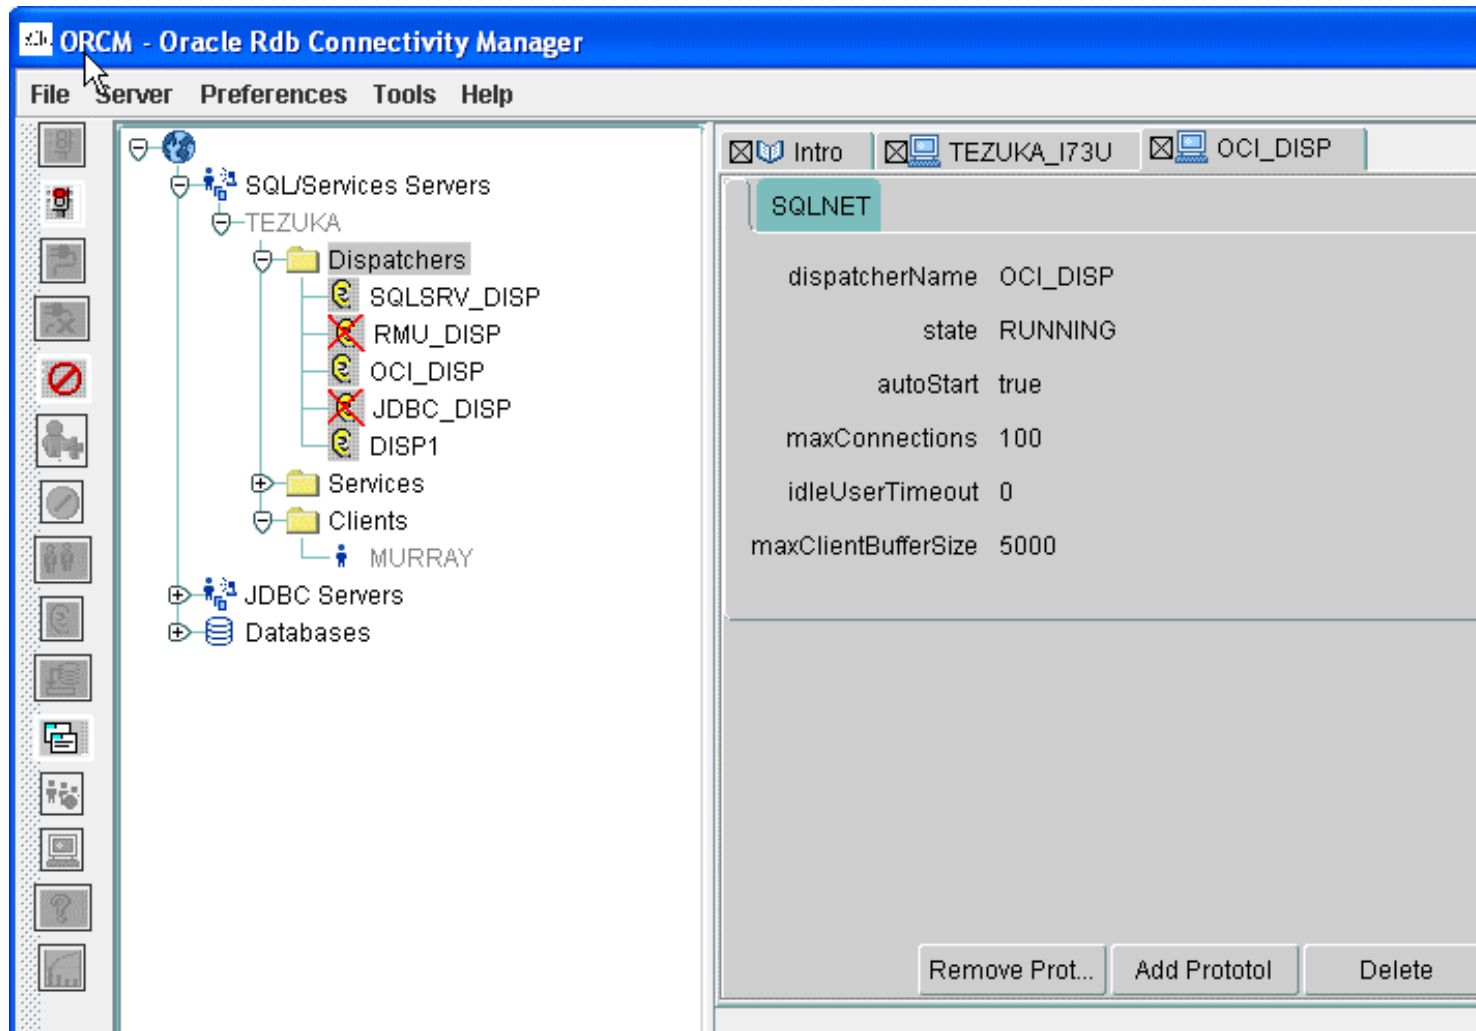 ORCM - Oracle Rdb Connectivity Manager
File Server Preferences Tools Help
SQL/Services Servers
TEZUKA
Dispatchers
SQLSRV_DISP
RMU_DISP
OCI_DISP
JDBC_DISP
DISP1
Services
Clients
MURRAY
JDBC Servers
Databases
Intro TEZUKA_I73U OCI_DISP
SQLNET
dispatcherName OCI_DISP
state RUNNING
autoStart true
maxConnections 100
idleUserTimeout 0
maxClientBufferSize 5000
Remove Prot... Add Prototol Delete